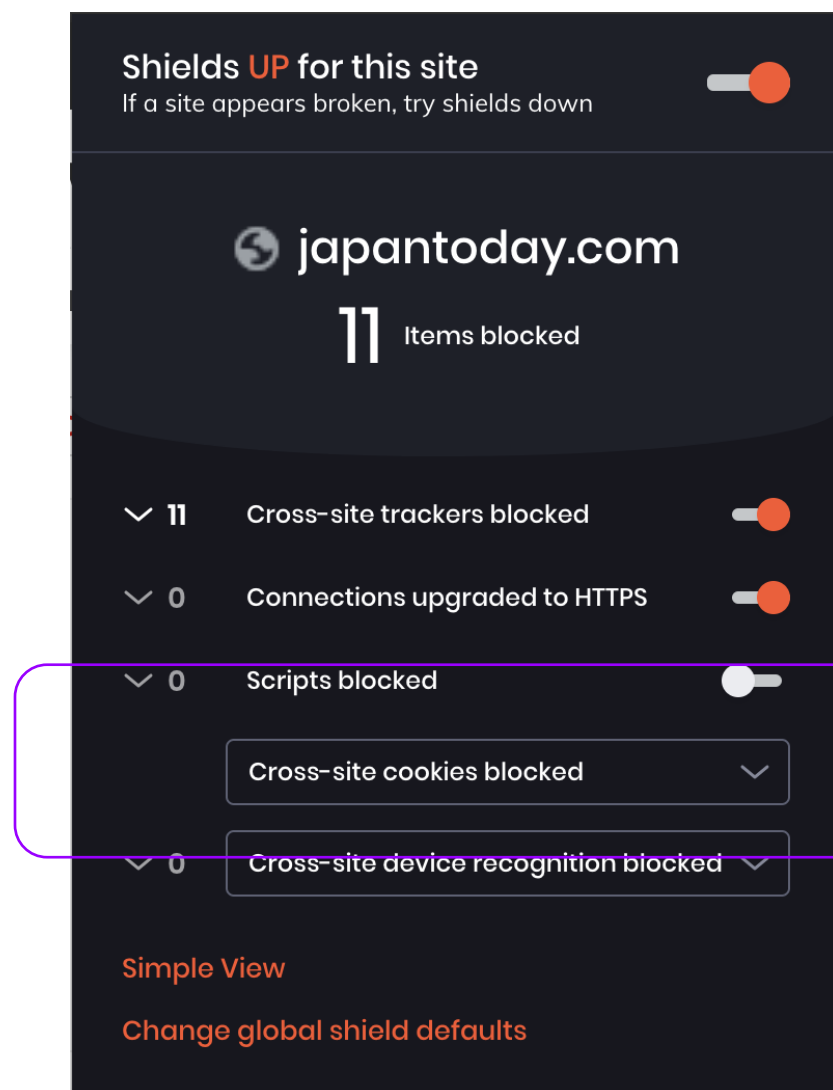 Shields UP for this site
If a site appears broken, try shields down
japantoday.com
11 Items blocked
11 Cross-site trackers blocked
0 Connections upgraded to HTTPS
0 Scripts blocked
Cross-site cookies blocked
0 Cross-site device recognition blocked
Simple View
Change global shield defaults